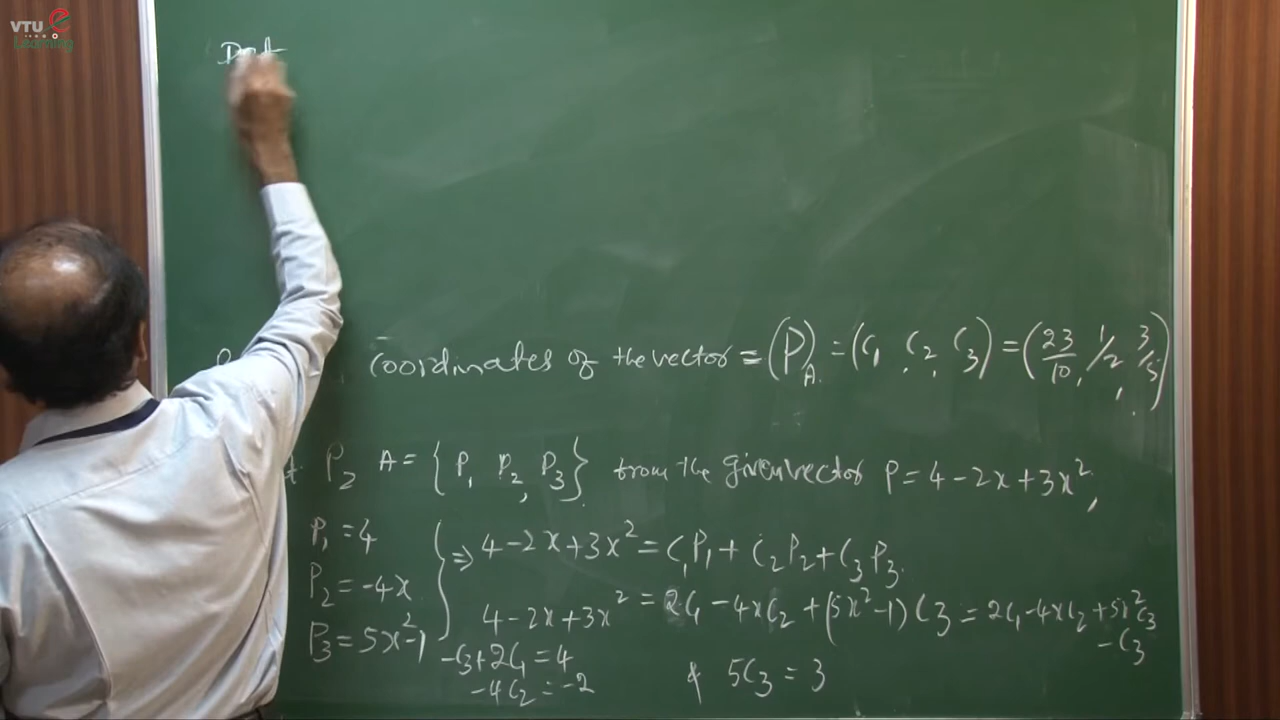 VTU e
Learning
Def
Coordinates of the vector = (P)_A = (C₁, C₂, C₃) = (23/10, 1/2, 3/5)
P₂ A = {P₁, P₂, P₃} from the given vector P = 4 - 2x + 3x²,
P₁ = 4
P₂ = -4x
P₃ = 5x² - 1
⇒ 4 - 2x + 3x² = C₁P₁ + C₂P₂ + C₃P₃.
4 - 2x + 3x² = 2C₁ - 4xC₂ + (5x² - 1) C₃ = 2C₁ - 4xC₂ + 5x²C₃ - C₃
-C₃ + 2C₁ = 4
-4C₂ = -2
& 5C₃ = 3